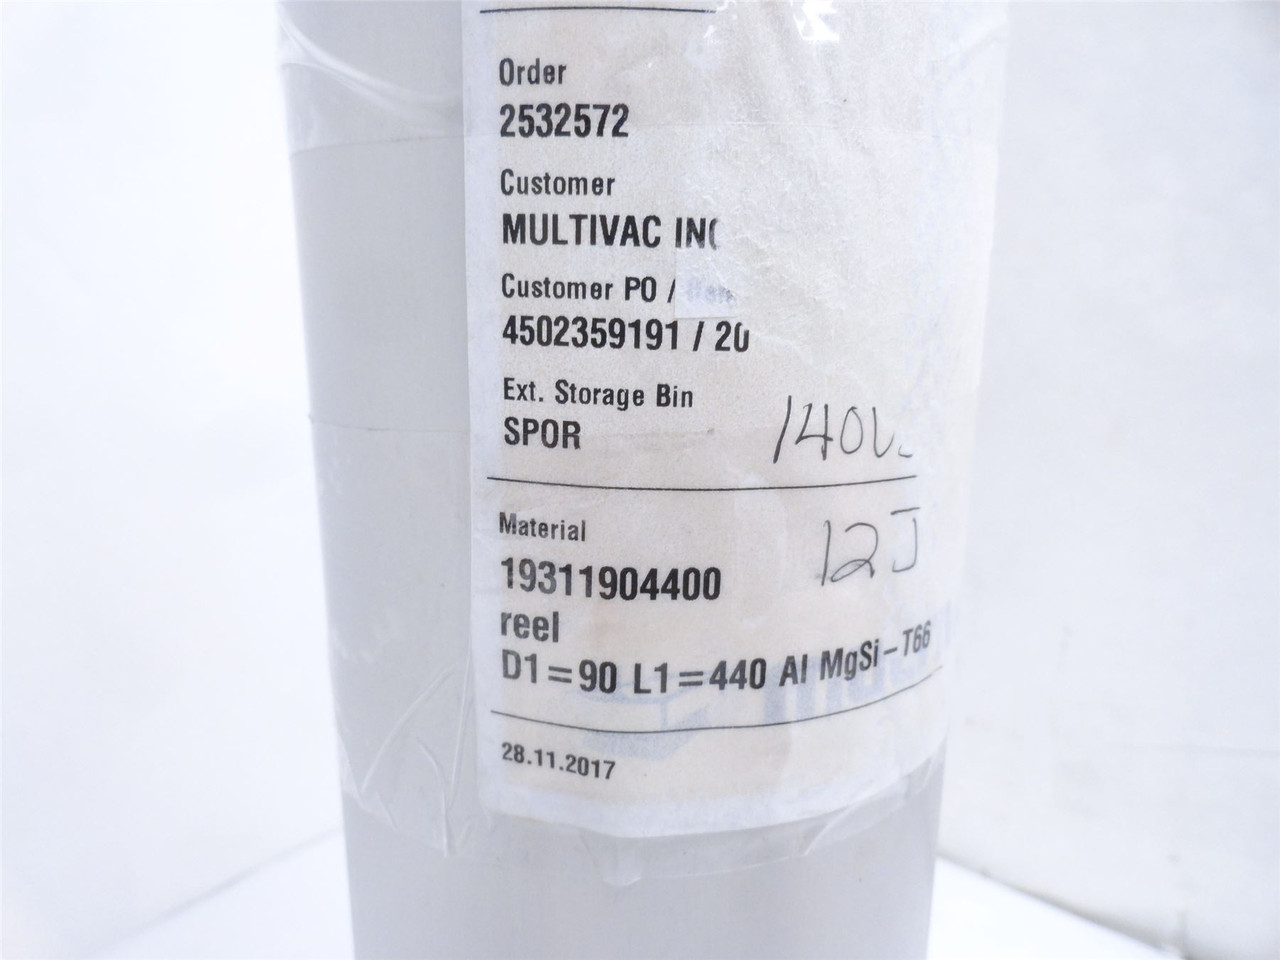 Order
2532572
Customer
MULTIVAC INC
Customer PO /
4502359191 / 20
Ext. Storage Bin
SPOR
Material
12J
19311904400
reel
D1=90 L1=440 Al MgSi-T66
28.11.2017